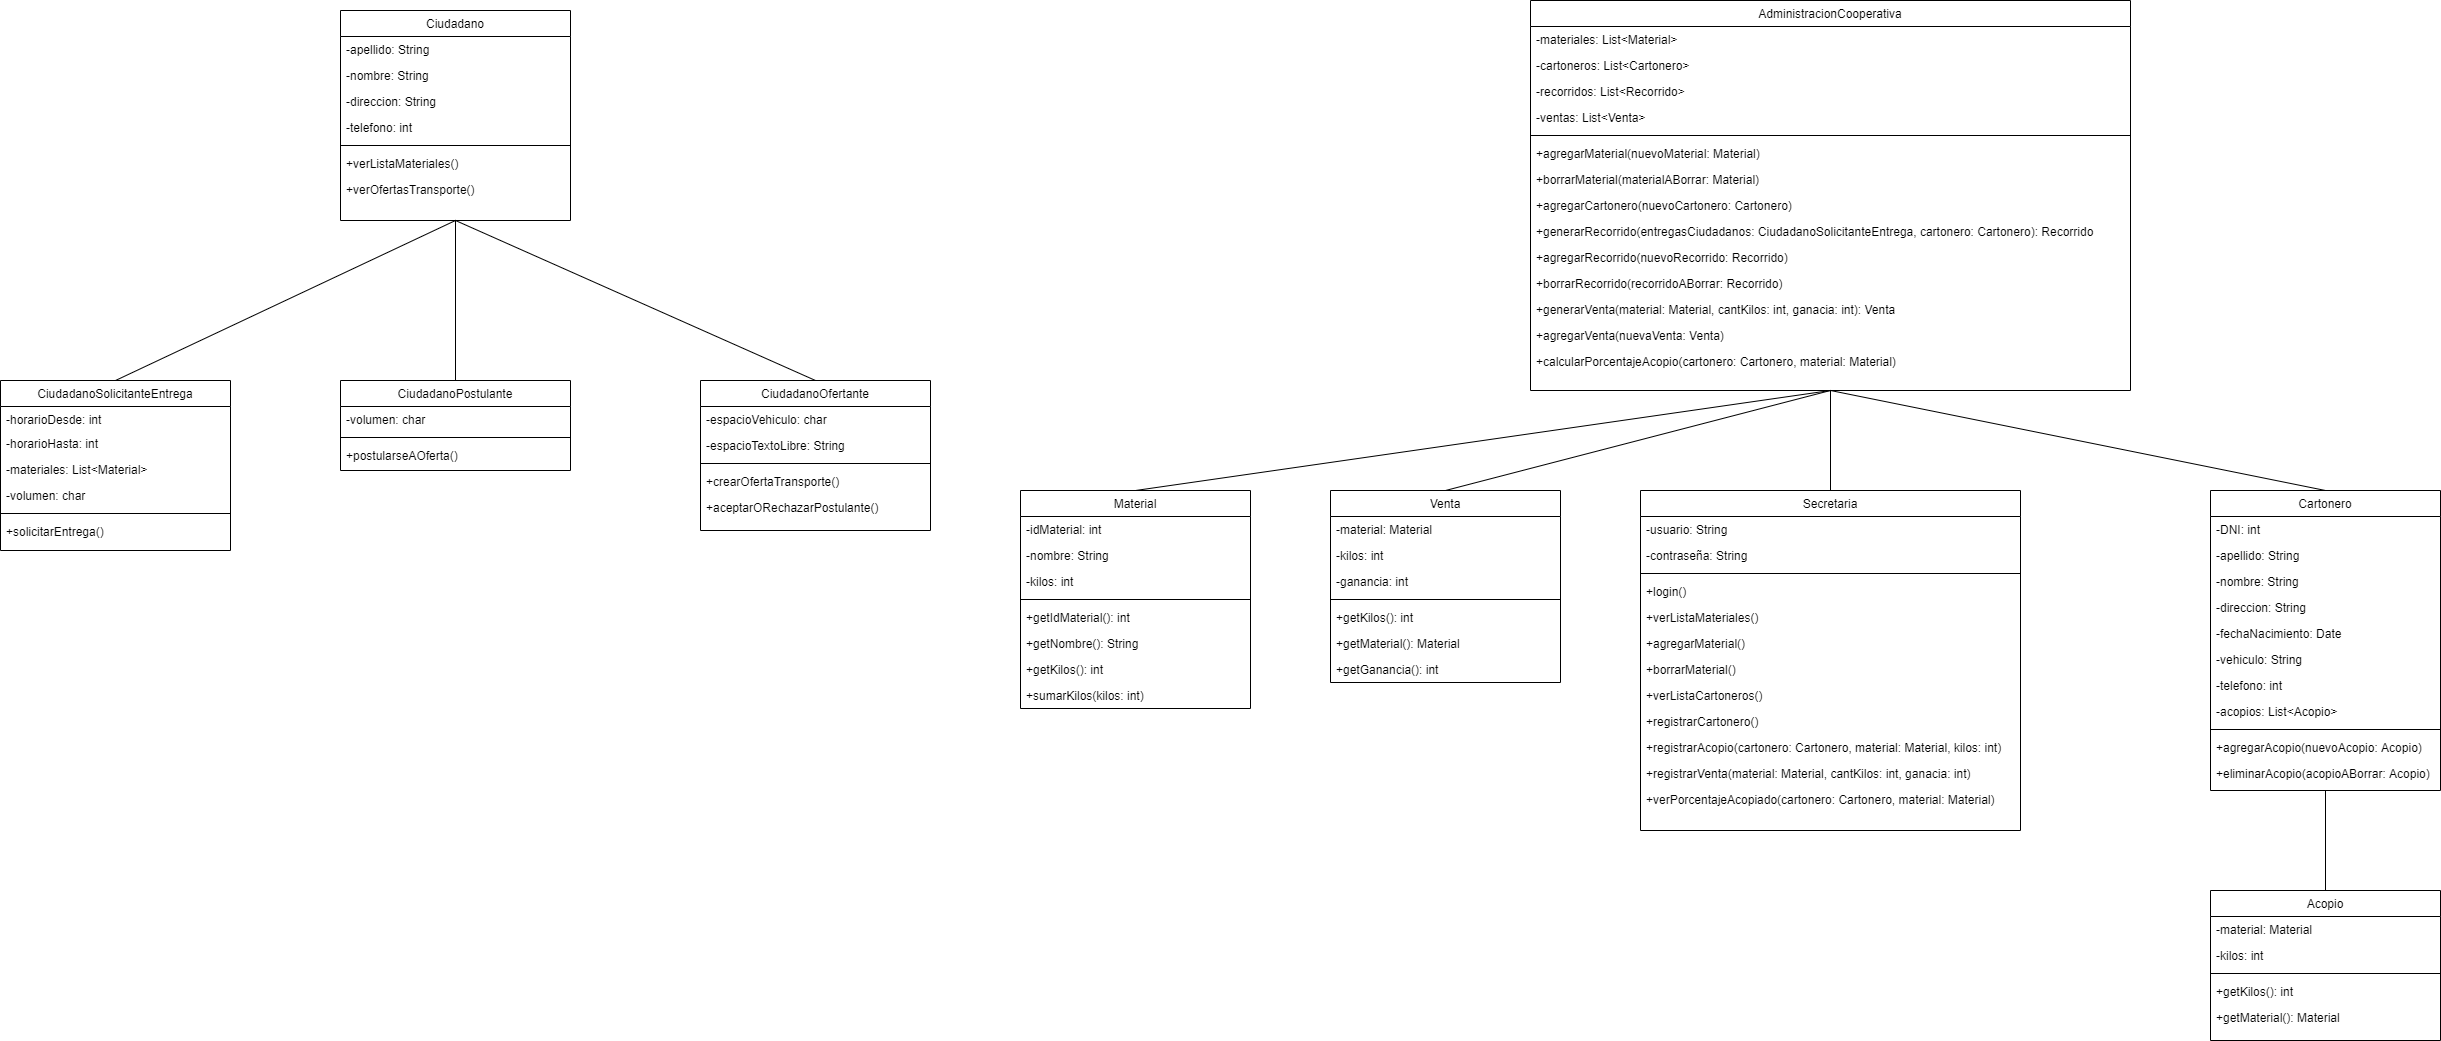 Ciudadano
-apellido: String
-nombre: String
-direccion: String
-telefono: int
+verListaMateriales()
+verOfertasTransporte()
CiudadanoSolicitanteEntrega
-horarioDesde: int
-horarioHasta: int
-materiales: List<Material>
-volumen: char
+solicitarEntrega()
CiudadanoPostulante
-volumen: char
+postularseAOferta()
CiudadanoOfertante
-espacioVehiculo: char
-espacioTextoLibre: String
+crearOfertaTransporte()
+aceptarORechazarPostulante()
AdministracionCooperativa
-materiales: List<Material>
-cartoneros: List<Cartonero>
-recorridos: List<Recorrido>
-ventas: List<Venta>
+agregarMaterial(nuevoMaterial: Material)
+borrarMaterial(materialABorrar: Material)
+agregarCartonero(nuevoCartonero: Cartonero)
+generarRecorrido(entregasCiudadanos: CiudadanoSolicitanteEntrega, cartonero: Cartonero): Recorrido
+agregarRecorrido(nuevoRecorrido: Recorrido)
+borrarRecorrido(recorridoABorrar: Recorrido)
+generarVenta(material: Material, cantKilos: int, ganacia: int): Venta
+agregarVenta(nuevaVenta: Venta)
+calcularPorcentajeAcopio(cartonero: Cartonero, material: Material)
Material
-idMaterial: int
-nombre: String
-kilos: int
+getIdMaterial(): int
+getNombre(): String
+getKilos(): int
+sumarKilos(kilos: int)
Venta
-material: Material
-kilos: int
-ganancia: int
+getKilos(): int
+getMaterial(): Material
+getGanancia(): int
Secretaria
-usuario: String
-contraseña: String
+login()
+verListaMateriales()
+agregarMaterial()
+borrarMaterial()
+verListaCartoneros()
+registrarCartonero()
+registrarAcopio(cartonero: Cartonero, material: Material, kilos: int)
+registrarVenta(material: Material, cantKilos: int, ganacia: int)
+verPorcentajeAcopiado(cartonero: Cartonero, material: Material)
Cartonero
-DNI: int
-apellido: String
-nombre: String
-direccion: String
-fechaNacimiento: Date
-vehiculo: String
-telefono: int
-acopios: List<Acopio>
+agregarAcopio(nuevoAcopio: Acopio)
+eliminarAcopio(acopioABorrar: Acopio)
Acopio
-material: Material
-kilos: int
+getKilos(): int
+getMaterial(): Material